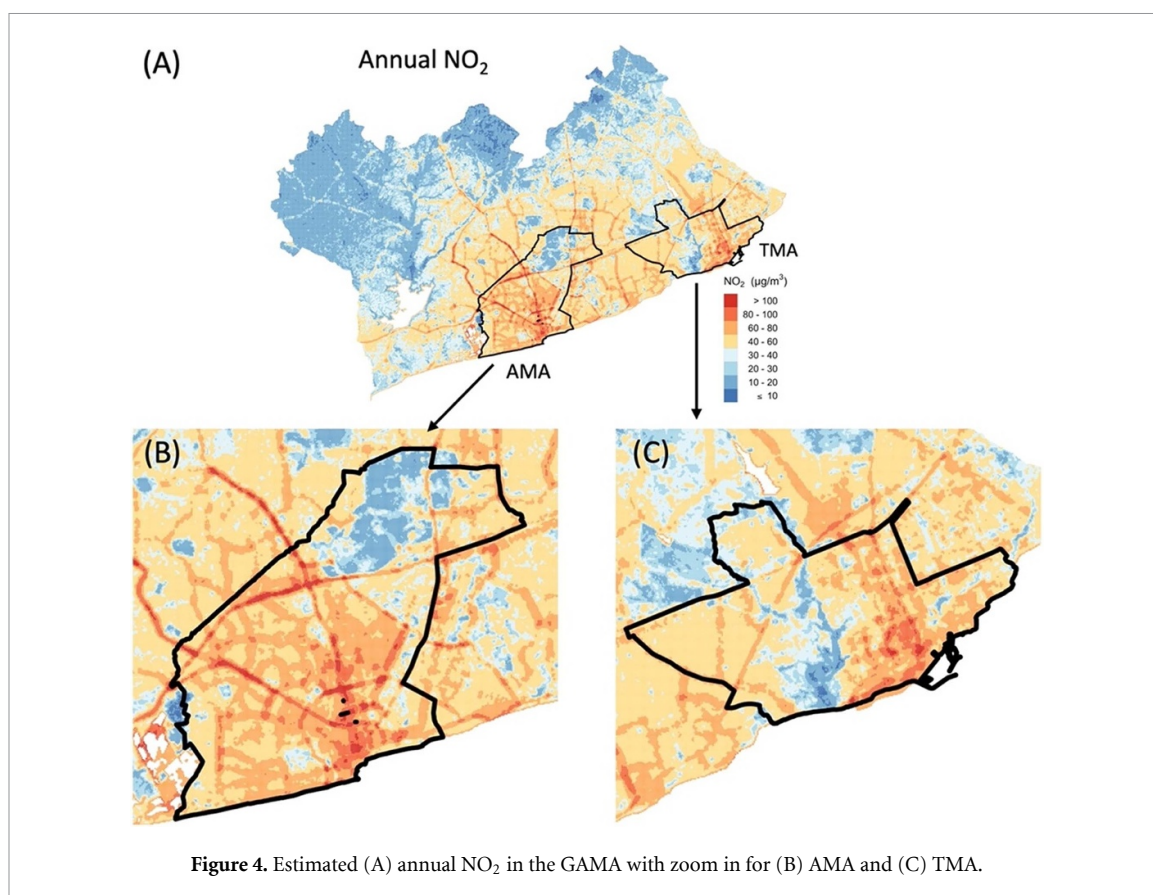 (A)
Annual NO₂
TMA
NO₂ (µg/m³)
> 100
80 - 100
60 - 80
40 - 60
30 - 40
20 - 30
10 - 20
≤ 10
AMA
(B)
(C)
Figure 4. Estimated (A) annual NO₂ in the GAMA with zoom in for (B) AMA and (C) TMA.